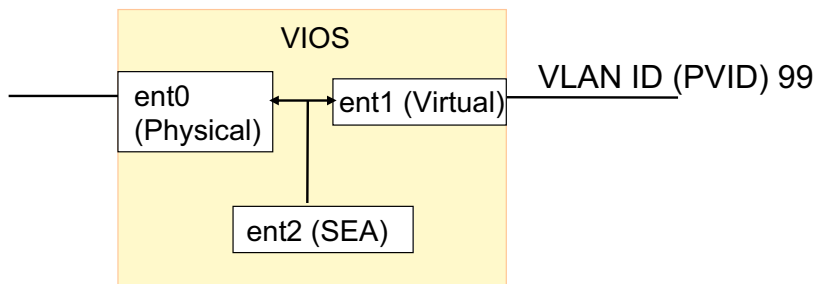 VIOS
ent0
(Physical)
ent1 (Virtual)
VLAN ID (PVID) 99
ent2 (SEA)